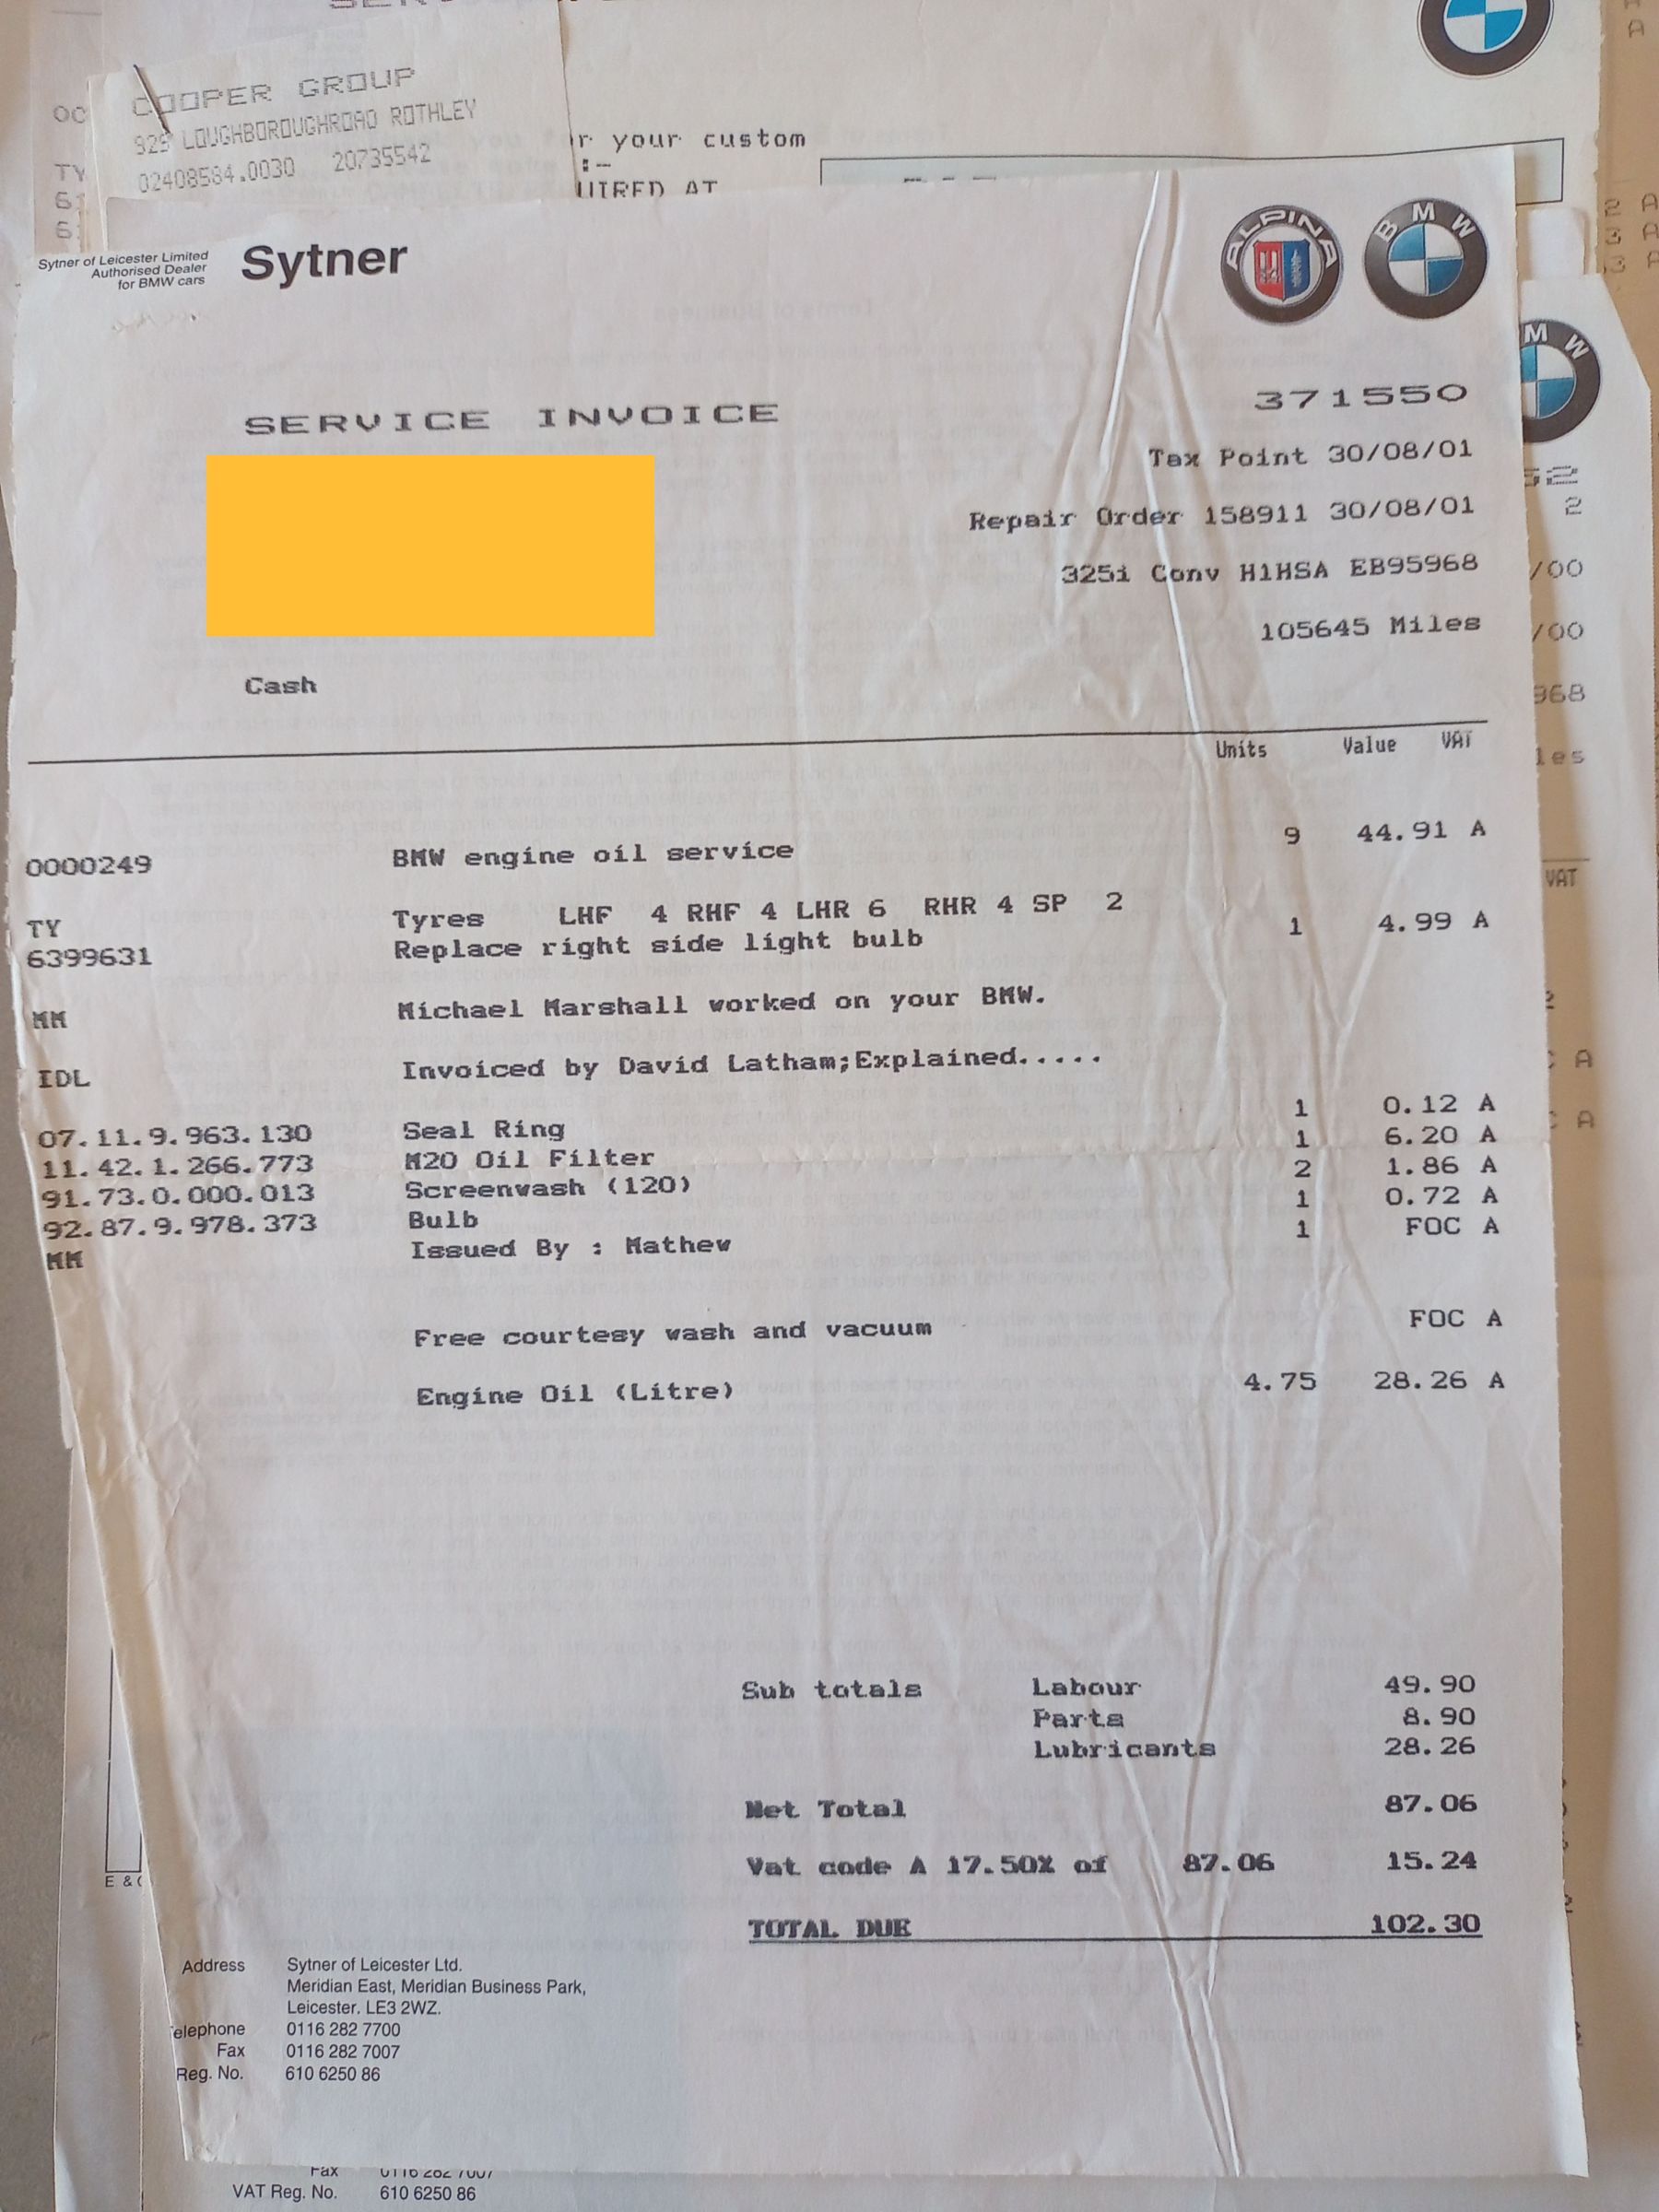 COOPER GROUP
929 LOUGHBOROUGHROAD ROTHLEY
02408584.0030 20735542
r your custom
:-
UIRED AT
Sytner of Leicester Limited
Authorised Dealer
for BMW cars
Sytner
ALPINA
BMW
SERVICE INVOICE
371550
Tax Point 30/08/01
Repair Order 158911 30/08/01
325i Conv H1HSA EB95968
105645 Miles
Cash
Units Value VAT
0000249 BMW engine oil service 9 44.91 A
TY Tyres LHF 4 RHF 4 LHR 6 RHR 4 SP 2
6399631 Replace right side light bulb 1 4.99 A
MM Michael Marshall worked on your BMW.
IDL Invoiced by David Latham;Explained.....
07.11.9.963.130 Seal Ring 1 0.12 A
11.42.1.266.773 M20 Oil Filter 1 6.20 A
91.73.0.000.013 Screenwash (120) 2 1.86 A
92.87.9.978.373 Bulb 1 0.72 A
MM Issued By : Mathew 1 FOC A
Free courtesy wash and vacuum FOC A
Engine Oil (Litre) 4.75 28.26 A
Sub totals Labour 49.90
Parts 8.90
Lubricants 28.26
Net Total 87.06
Vat code A 17.50% of 87.06 15.24
TOTAL DUE 102.30
Address Sytner of Leicester Ltd.
Meridian East, Meridian Business Park,
Leicester. LE3 2WZ.
elephone 0116 282 7700
Fax 0116 282 7007
Reg. No. 610 6250 86
Fax 0116 282 7007
VAT Reg. No. 610 6250 86